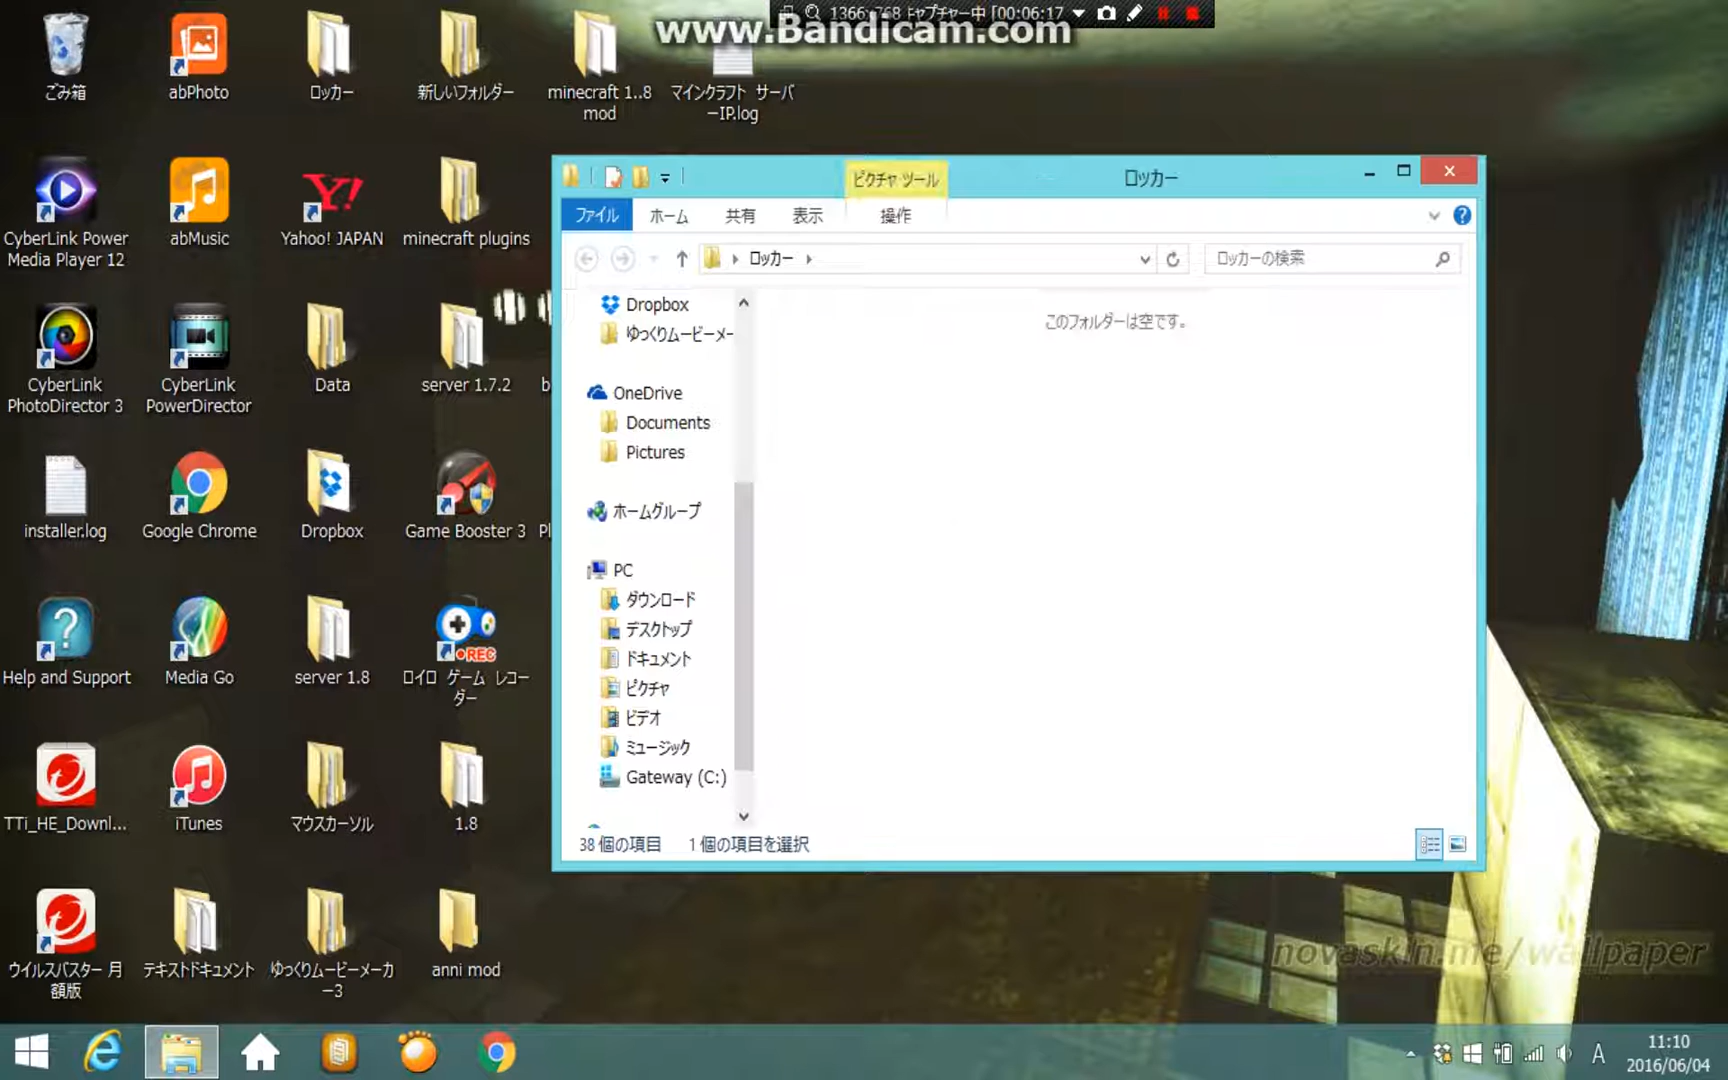 1366x768 キャプチャー中 [00:06:17]
www.Bandicam.com
ごみ箱
abPhoto
ロッカー
新しいフォルダー
minecraft 1..8
mod
マインクラフト サーバ
ーIP.log
CyberLink Power
Media Player 12
abMusic
Y!
Yahoo! JAPAN
minecraft plugins
CyberLink
PhotoDirector 3
CyberLink
PowerDirector
Data
server 1.7.2
b
installer.log
Google Chrome
Dropbox
Game Booster 3
Pl
Help and Support
Media Go
server 1.8
REC
ロイロ ゲーム レコー
ダー
TTi_HE_Downl...
iTunes
マウスカーソル
1.8
ウイルスバスター 月
額版
テキストドキュメント
ゆっくりムービーメーカ
ー3
anni mod
ピクチャ ツール
ロッカー
ファイル
ホーム
共有
表示
操作
ロッカー
ロッカーの検索
Dropbox
ゆっくりムービーメー
OneDrive
Documents
Pictures
ホームグループ
PC
ダウンロード
デスクトップ
ドキュメント
ピクチャ
ビデオ
ミュージック
Gateway (C:)
このフォルダーは空です。
38 個の項目
1 個の項目を選択
novaskin.me/wallpaper
A
11:10
2016/06/04